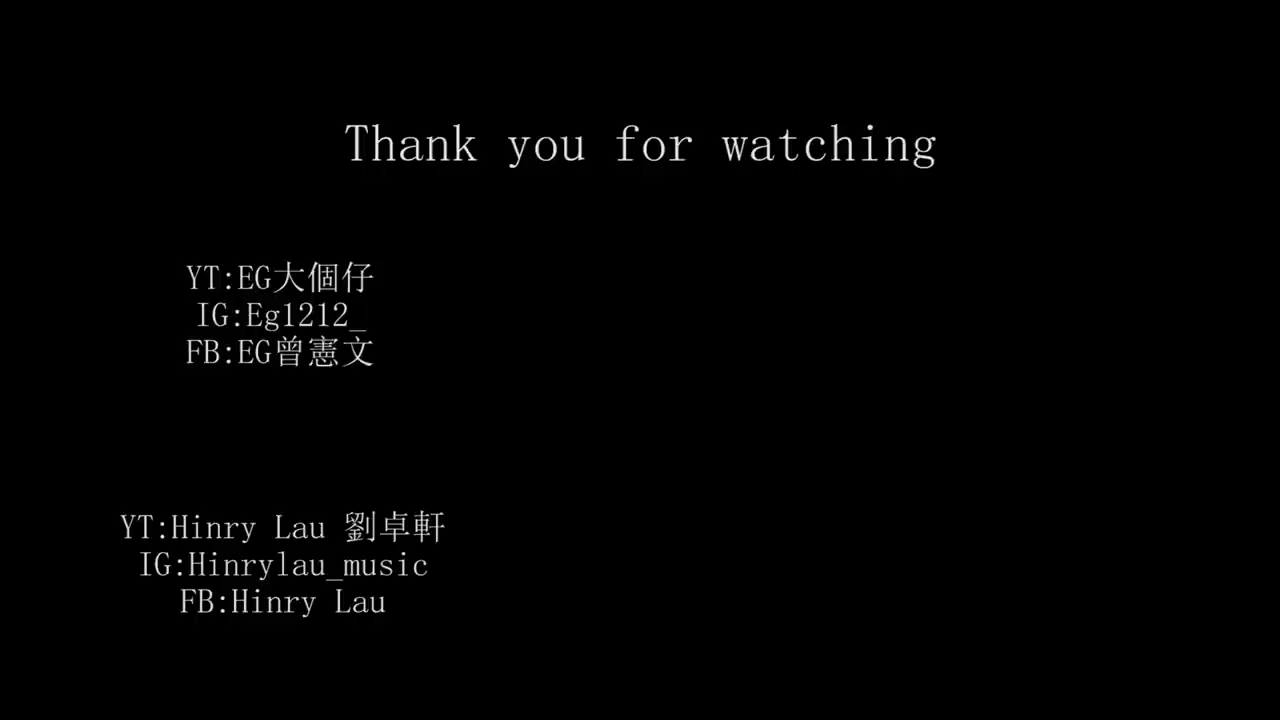 Thank you for watching
YT:EG大個仔
IG:Eg1212_
FB:EG曾憲文
YT:Hinry Lau 劉卓軒
IG:Hinrylau_music
FB:Hinry Lau